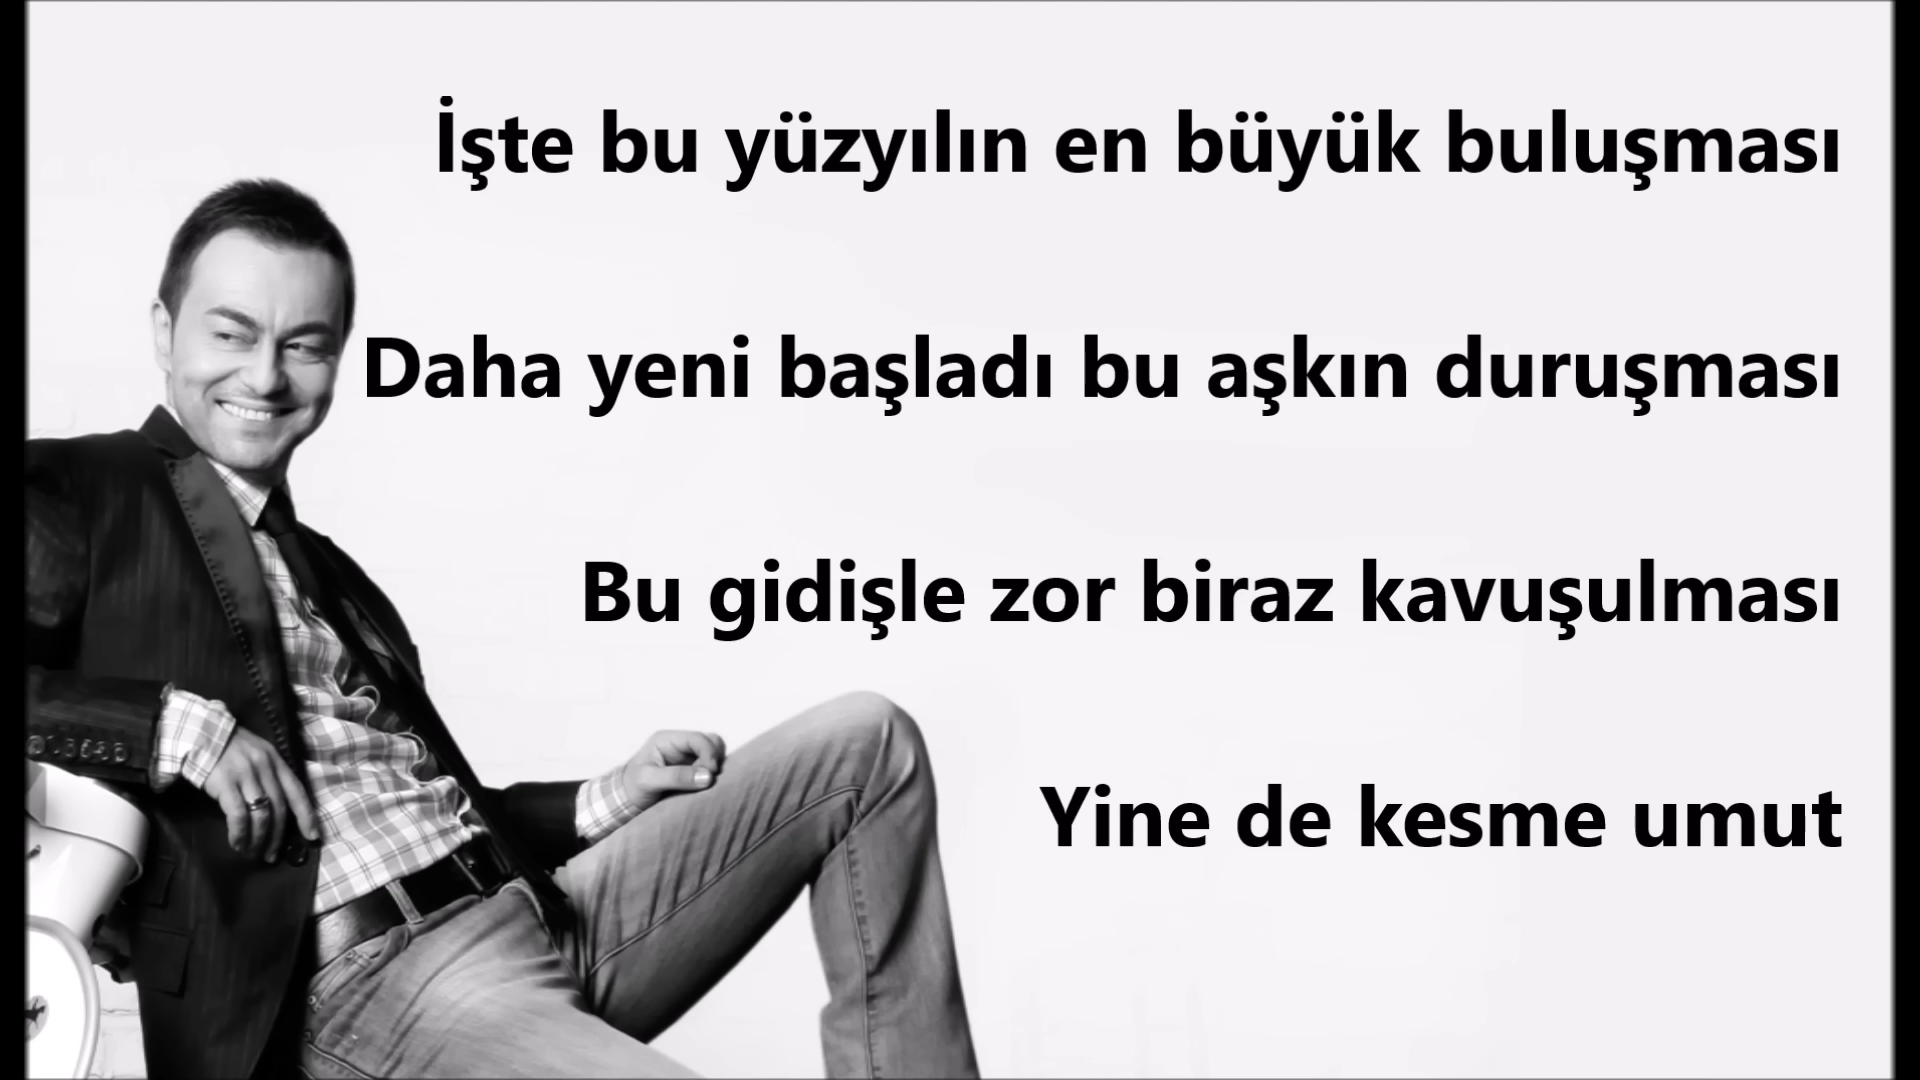 İşte bu yüzyılın en büyük buluşması
Daha yeni başladı bu aşkın duruşması
Bu gidişle zor biraz kavuşulması
Yine de kesme umut